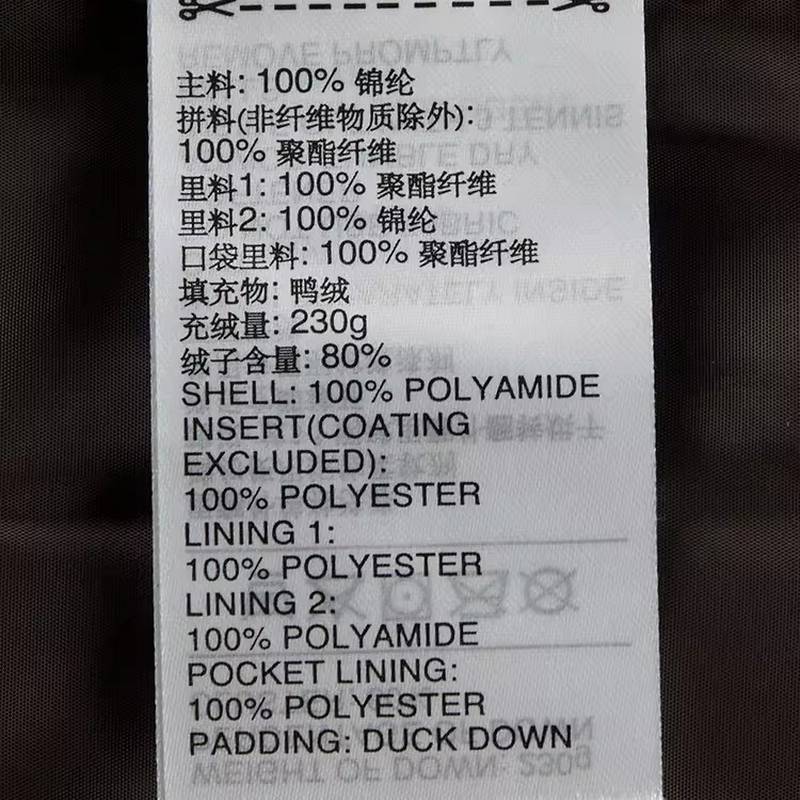 主料: 100% 锦纶
拼料(非纤维物质除外):
100% 聚酯纤维
里料1: 100% 聚酯纤维
里料2: 100% 锦纶
口袋里料: 100% 聚酯纤维
填充物: 鸭绒
充绒量: 230g
绒子含量: 80%
SHELL: 100% POLYAMIDE
INSERT(COATING
EXCLUDED):
100% POLYESTER
LINING 1:
100% POLYESTER
LINING 2:
100% POLYAMIDE
POCKET LINING:
100% POLYESTER
PADDING: DUCK DOWN